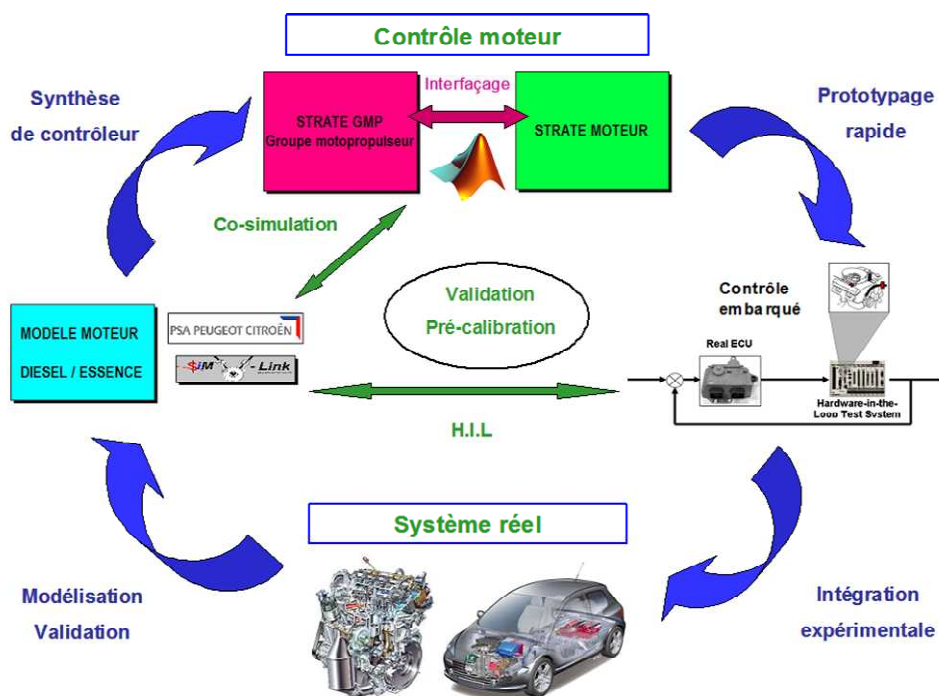 Contrôle moteur
Synthèse
de contrôleur
Interfaçage
STRATE GMP
Groupe motopropulseur
STRATE MOTEUR
Prototypage
rapide
Co-simulation
Validation
Pré-calibration
Contrôle
embarqué
MODELE MOTEUR
DIESEL / ESSENCE
PSA PEUGEOT CITROËN
SiM
-Link
Real ECU
Hardware-in-the-
Loop Test System
H.I.L
Système réel
Modélisation
Validation
Intégration
expérimentale